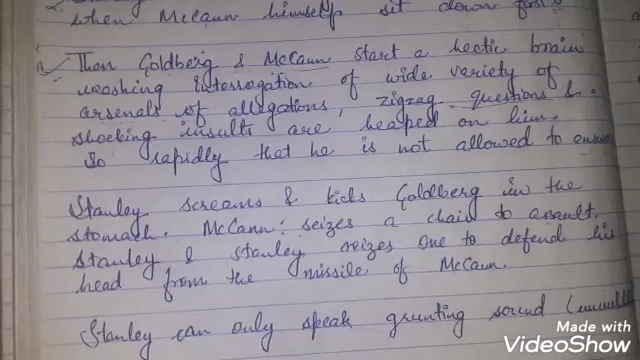 when McCann himself sit down first
Then Goldberg & McCann start a hectic brain
washing interrogation of wide variety of
arsenals of allegations, zigzag questions &
shocking insults are heaped on him.
So rapidly that he is not allowed to answer
Stanley screams & kicks Goldberg in the
stomach. McCann: seizes a chair to assault.
Stanley & Stanley seizes one to defend his
head from the missile of McCann.
Stanley can only speak grunting sound
Made with
VideoShow